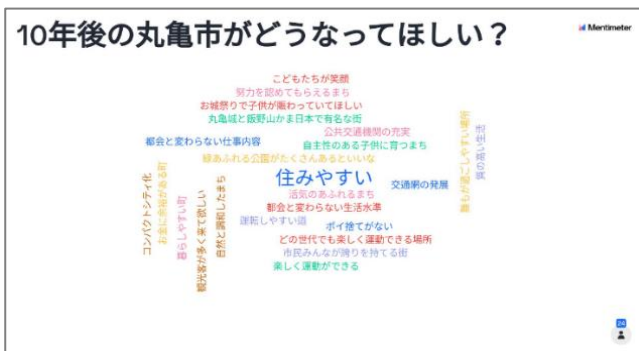 10年後の丸亀市がどうなってほしい？
Mentimeter
こどもたちが笑顔
努力を認めてもらえるまち
お城祭りで子供が賑わっていてほしい
丸亀城と飯野山かま日本で有名な街
公共交通機関の充実
都会と変わらない仕事内容
自主性のある子供に育つまち
緑あふれる公園がたくさんあるといいな
住みやすい
交通網の発展
活気のあふれるまち
都会と変わらない生活水準
運転しやすい道
ポイ捨てがない
どの世代でも楽しく運動できる場所
市民みんなが誇りを持てる街
楽しく運動ができる
コンパクトシティ化
お金に余裕がある町
暮らしやすい町
観光客が多く来て欲しい
自然と調和したまち
誰もが過ごしやすい場所
質の高い生活
24